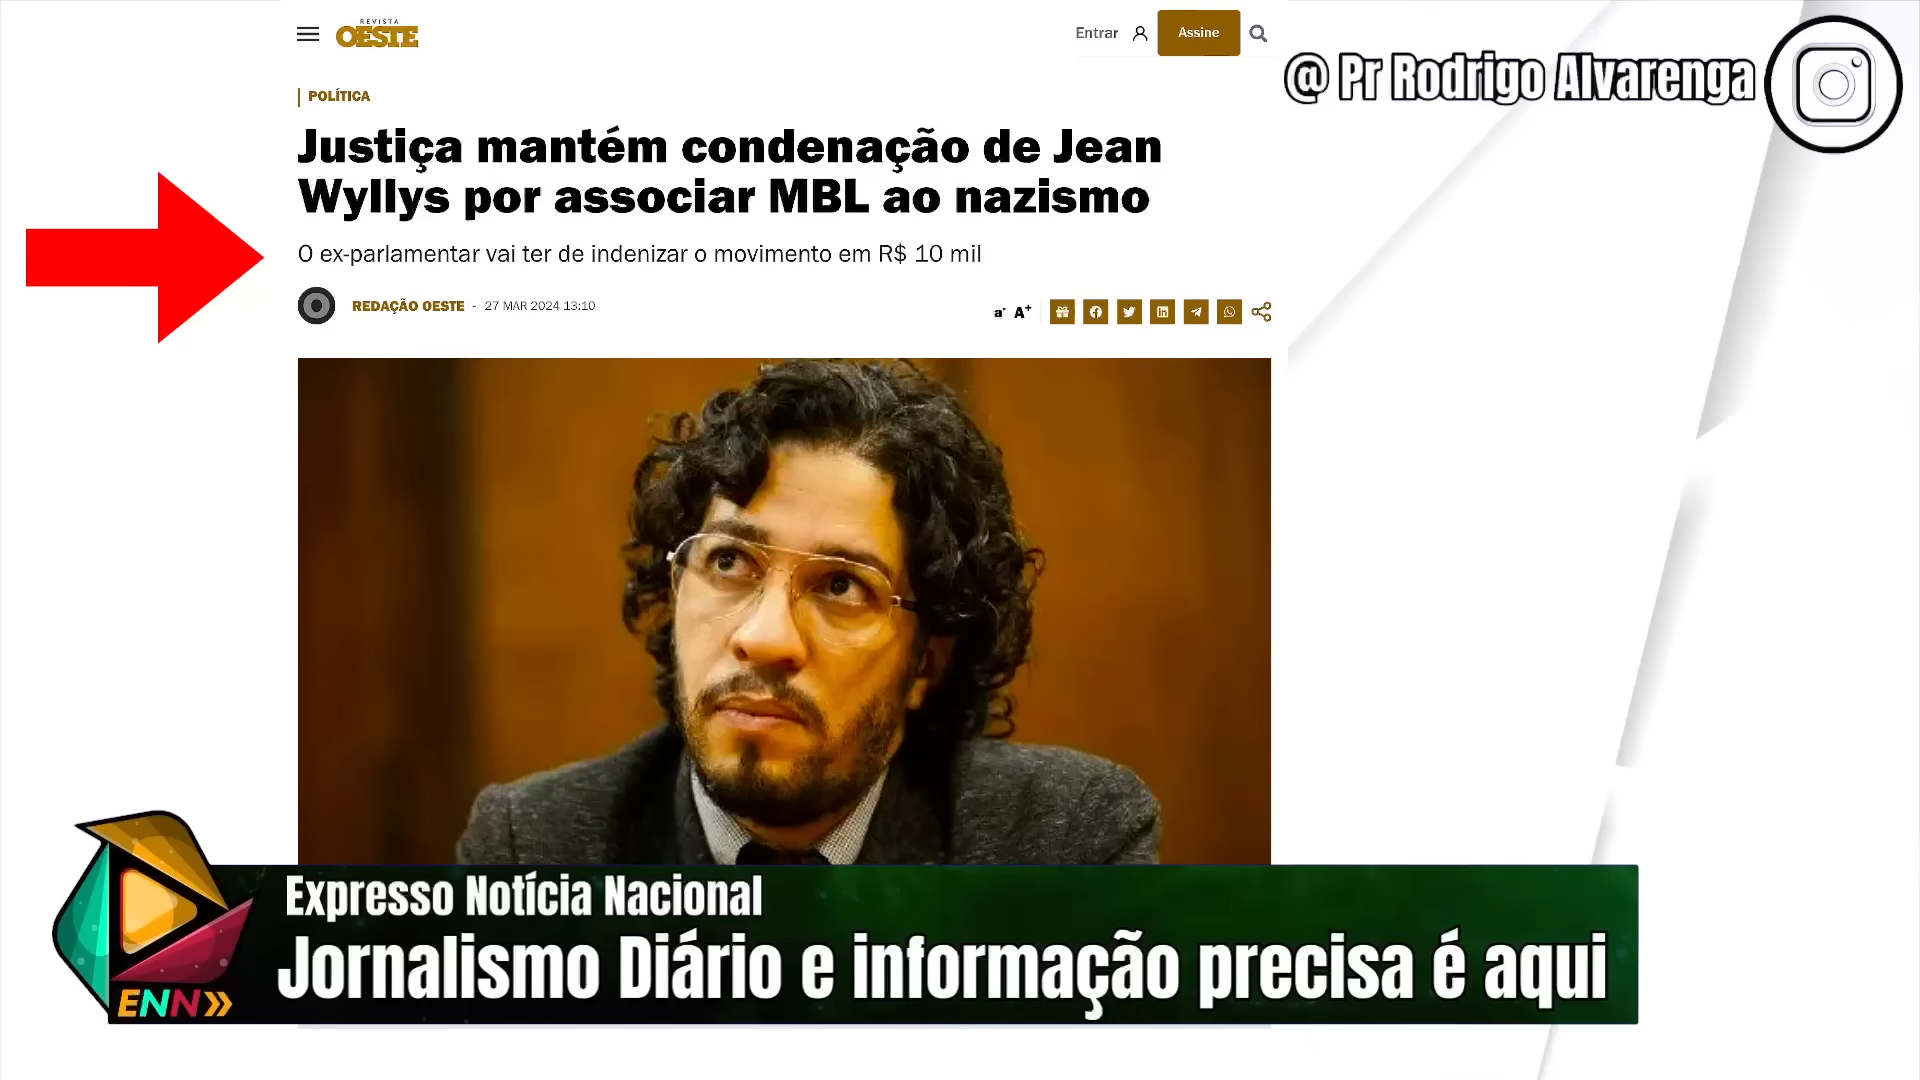 REVISTA
OESTE
Entrar
Assine
@ Pr Rodrigo Alvarenga
POLÍTICA
Justiça mantém condenação de Jean
Wyllys por associar MBL ao nazismo
O ex-parlamentar vai ter de indenizar o movimento em R$ 10 mil
REDAÇÃO OESTE - 27 MAR 2024 13:10
a- A+
Expresso Notícia Nacional
Jornalismo Diário e informação precisa é aqui
ENN